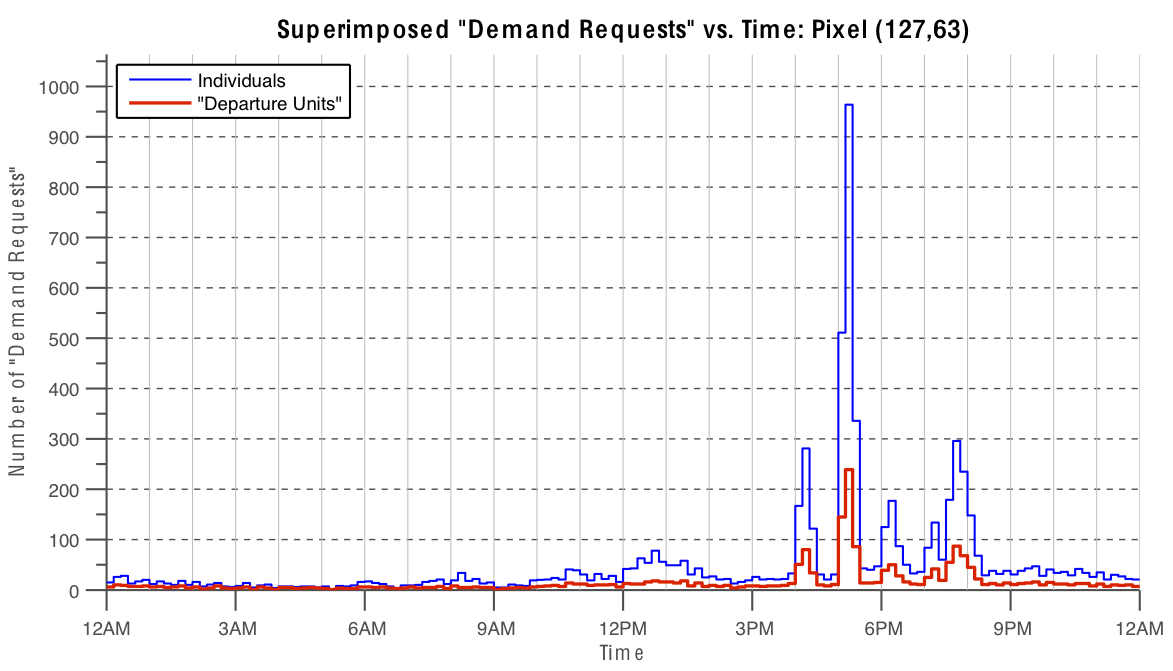 Superimposed "Demand Requests" vs. Time: Pixel (127,63)
Individuals
"Departure Units"
Number of "Demand Requests"
1000
900
800
700
600
500
400
300
200
100
0
12AM 3AM 6AM 9AM 12PM 3PM 6PM 9PM 12AM
Time